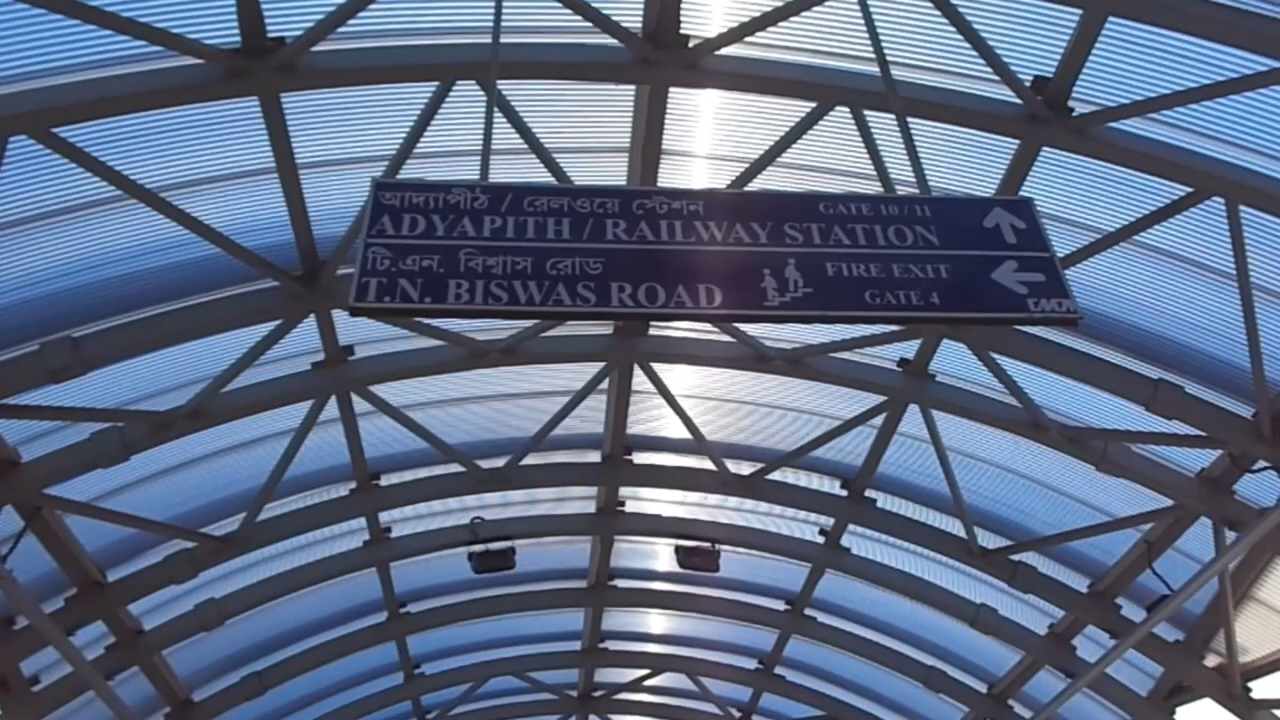 আদ্যাপীঠ / রেলওয়ে স্টেশন GATE 10 / 11
ADYAPITH / RAILWAY STATION
টি.এন. বিশ্বাস রোড FIRE EXIT
T.N. BISWAS ROAD GATE 4